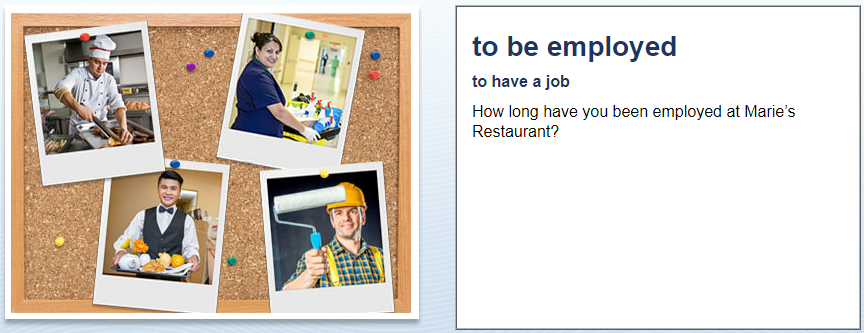 to be employed
to have a job
How long have you been employed at Marie's
Restaurant?